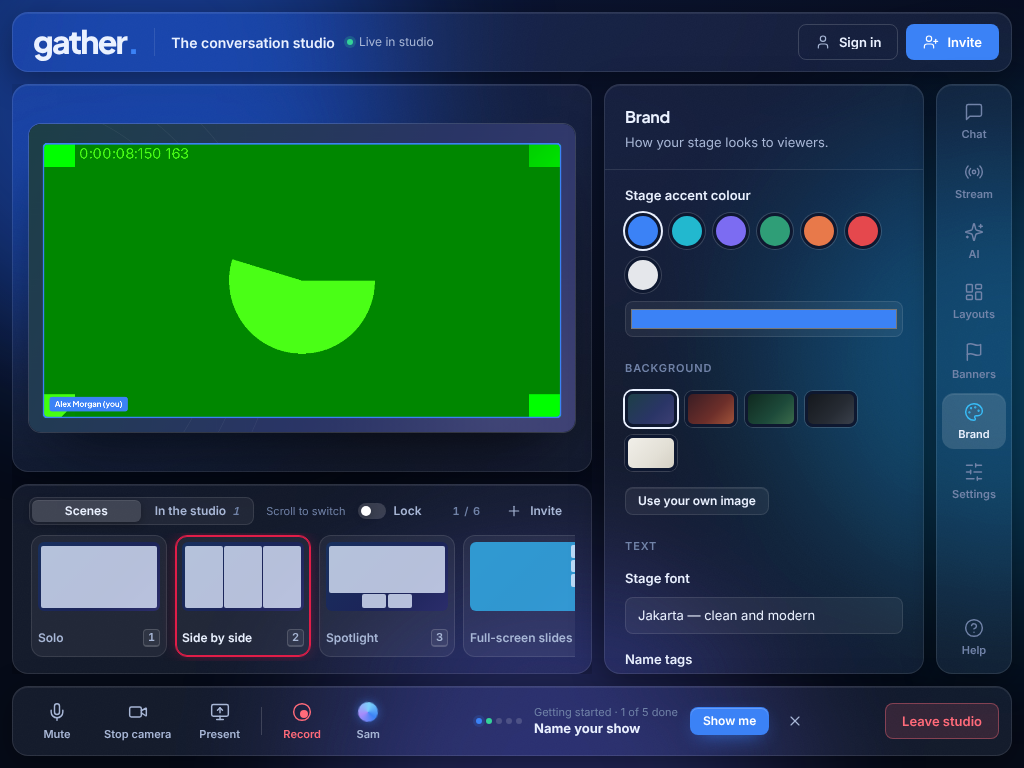 gather.
The conversation studio
Live in studio
Sign in
Invite
0:00:08:150 163
Alex Morgan (you)
Brand
How your stage looks to viewers.
Stage accent colour
BACKGROUND
Use your own image
TEXT
Stage font
Jakarta — clean and modern
Name tags
Chat
Stream
AI
Layouts
Banners
Brand
Settings
Help
Scenes
In the studio 1
Scroll to switch
Lock
1 / 6
Invite
Solo 1
Side by side 2
Spotlight 3
Full-screen slides
Mute
Stop camera
Present
Record
Sam
Getting started · 1 of 5 done
Name your show
Show me
Leave studio